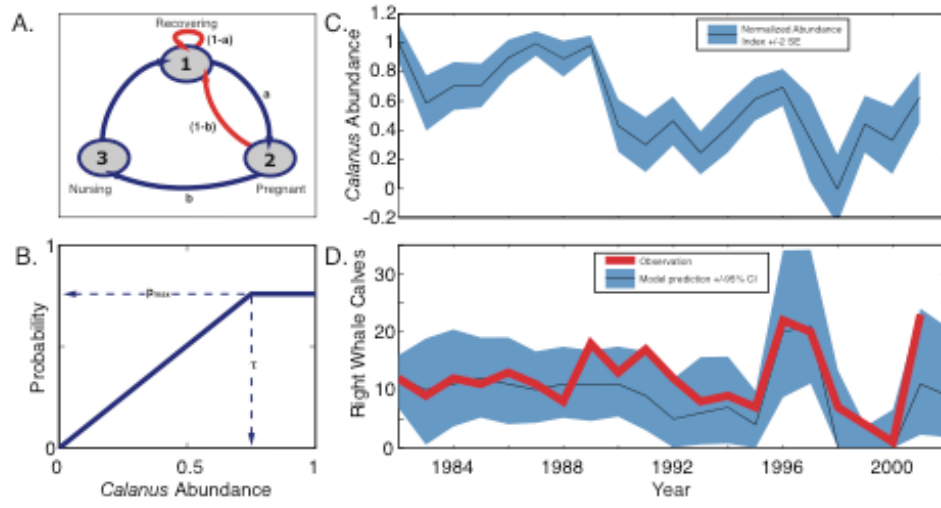 A.
Recovering
(1-a)
1
a
(1-b)
3
2
Nursing
Pregnant
b
B.
1
Pmax
τ
Probability
0
0
0.5
1
Calanus Abundance
C.
1.2
1
0.8
0.6
0.4
0.2
0
-0.2
Calanus Abundance
Normalized Abundance
Index +/-2 SE
D.
30
20
10
0
Right Whale Calves
Observation
Model prediction +/-95% CI
1984
1988
1992
1996
2000
Year